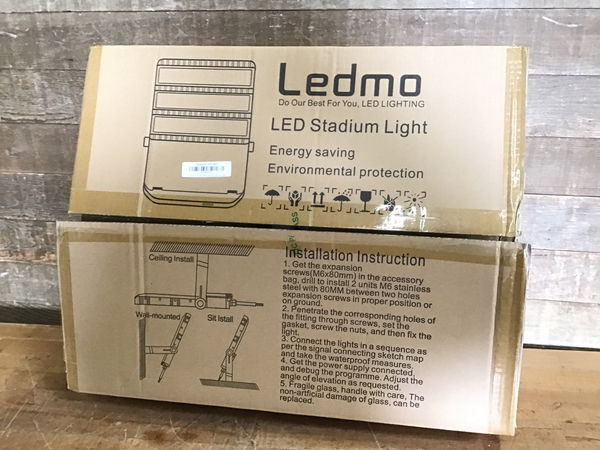 Ledmo
Do Our Best For You, LED LIGHTING
LED Stadium Light
Energy saving
Environmental protection
Ceiling Install
Wall-mounted
Sit Istall
Installation Instruction
1. Get the expansion
screws(M6x80mm) in the accessory
bag, drill to install 2 units M6 stainless
steel with 80MM between two holes
expansion screws in proper position or
on ground.
2. Penetrate the corresponding holes of
the fitting through screws, set the
gasket, screw the nuts, and then fix the
light.
3. Connect the lights in a sequence as
per the signal connecting sketch map
and take the waterproof measures.
4. Get the power supply connected,
and debug the programme. Adjust the
angle of elevation as requested.
5. Fragile glass, handle with care. The
non-artficial damage of glass, can be
replaced.